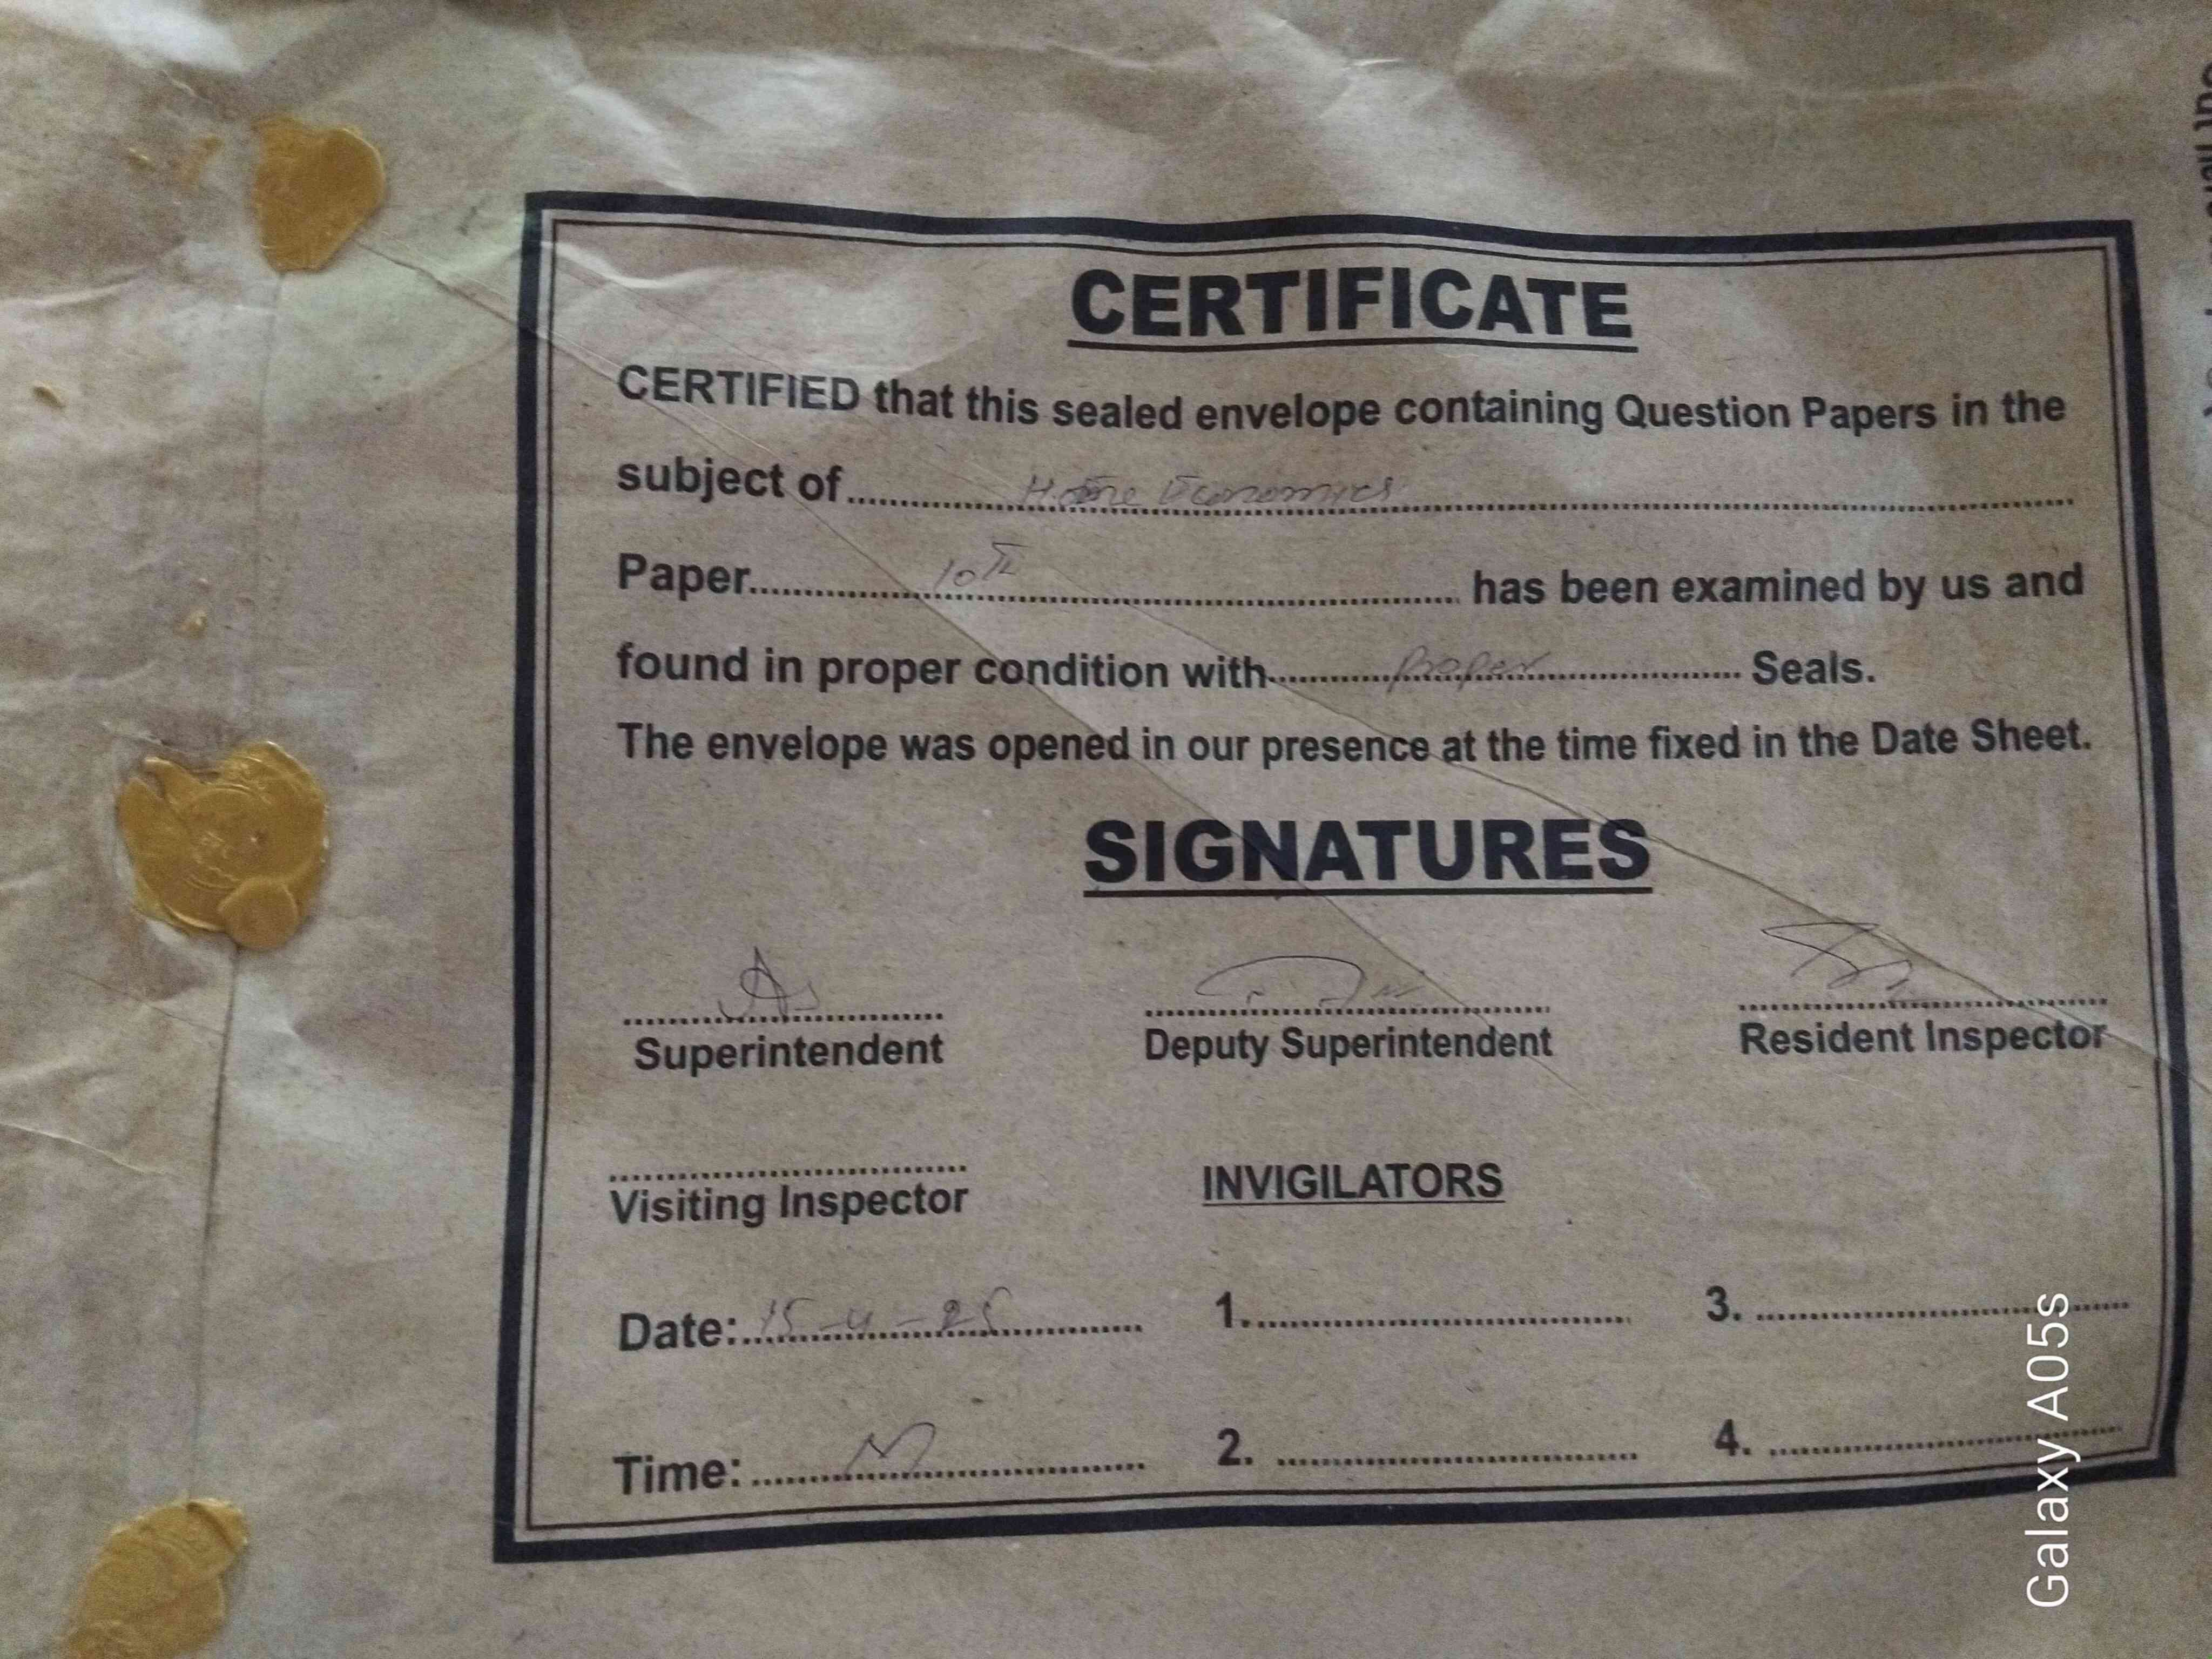 CERTIFICATE
CERTIFIED that this sealed envelope containing Question Papers in the
subject of Home Economics
Paper 10th has been examined by us and
found in proper condition with proper Seals.
The envelope was opened in our presence at the time fixed in the Date Sheet.
SIGNATURES
Superintendent Deputy Superintendent Resident Inspector
Visiting Inspector INVIGILATORS
Date: 15-4-25 1. 3.
Time: M 2. 4.
Galaxy A05s